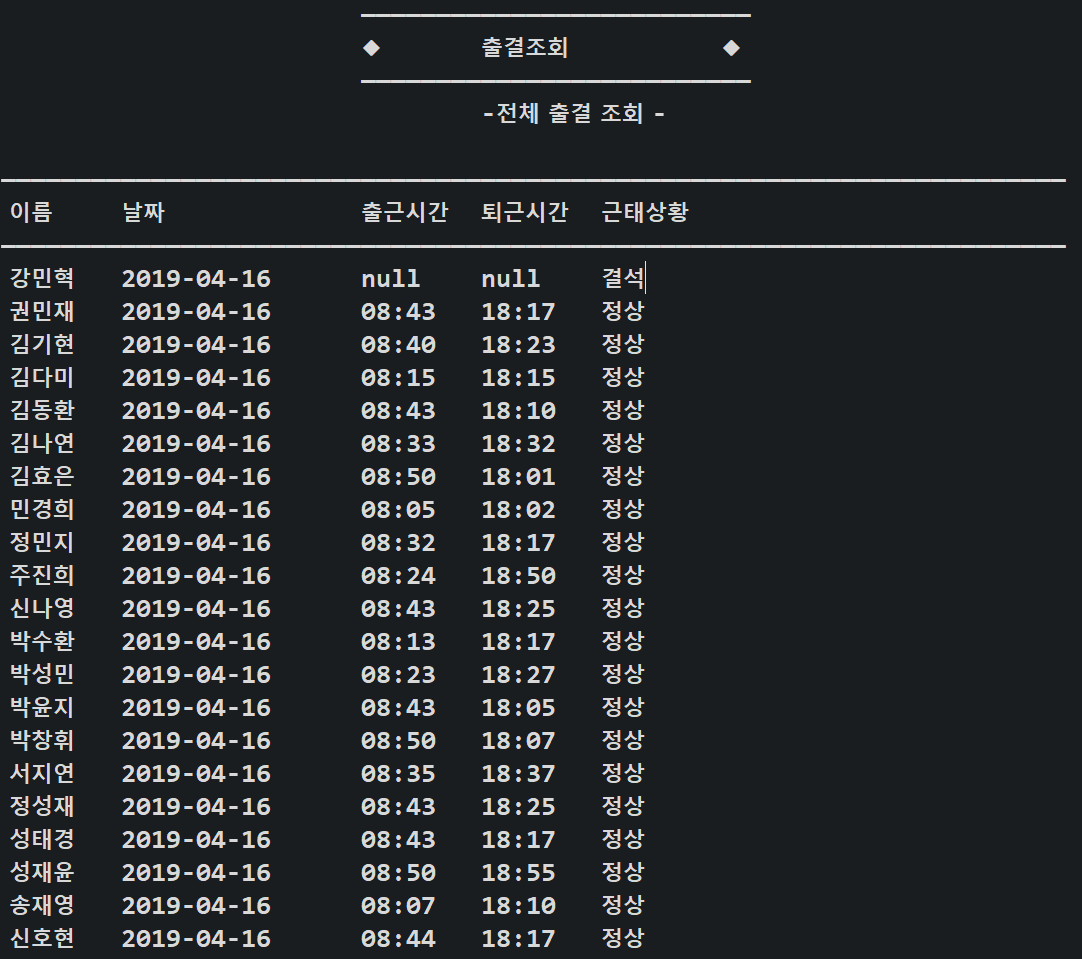 ◆ 출결조회 ◆
-전체 출결 조회 -
이름 날짜 출근시간 퇴근시간 근태상황
강민혁 2019-04-16 null null 결석
권민재 2019-04-16 08:43 18:17 정상
김기현 2019-04-16 08:40 18:23 정상
김다미 2019-04-16 08:15 18:15 정상
김동환 2019-04-16 08:43 18:10 정상
김나연 2019-04-16 08:33 18:32 정상
김효은 2019-04-16 08:50 18:01 정상
민경희 2019-04-16 08:05 18:02 정상
정민지 2019-04-16 08:32 18:17 정상
주진희 2019-04-16 08:24 18:50 정상
신나영 2019-04-16 08:43 18:25 정상
박수환 2019-04-16 08:13 18:17 정상
박성민 2019-04-16 08:23 18:27 정상
박윤지 2019-04-16 08:43 18:05 정상
박창휘 2019-04-16 08:50 18:07 정상
서지연 2019-04-16 08:35 18:37 정상
정성재 2019-04-16 08:43 18:25 정상
성태경 2019-04-16 08:43 18:17 정상
성재윤 2019-04-16 08:50 18:55 정상
송재영 2019-04-16 08:07 18:10 정상
신호현 2019-04-16 08:44 18:17 정상